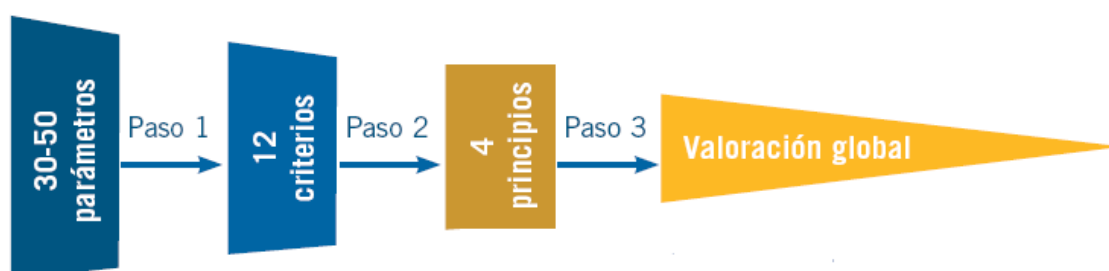 30-50
parámetros
Paso 1
12
criterios
Paso 2
4
principios
Paso 3
Valoración global